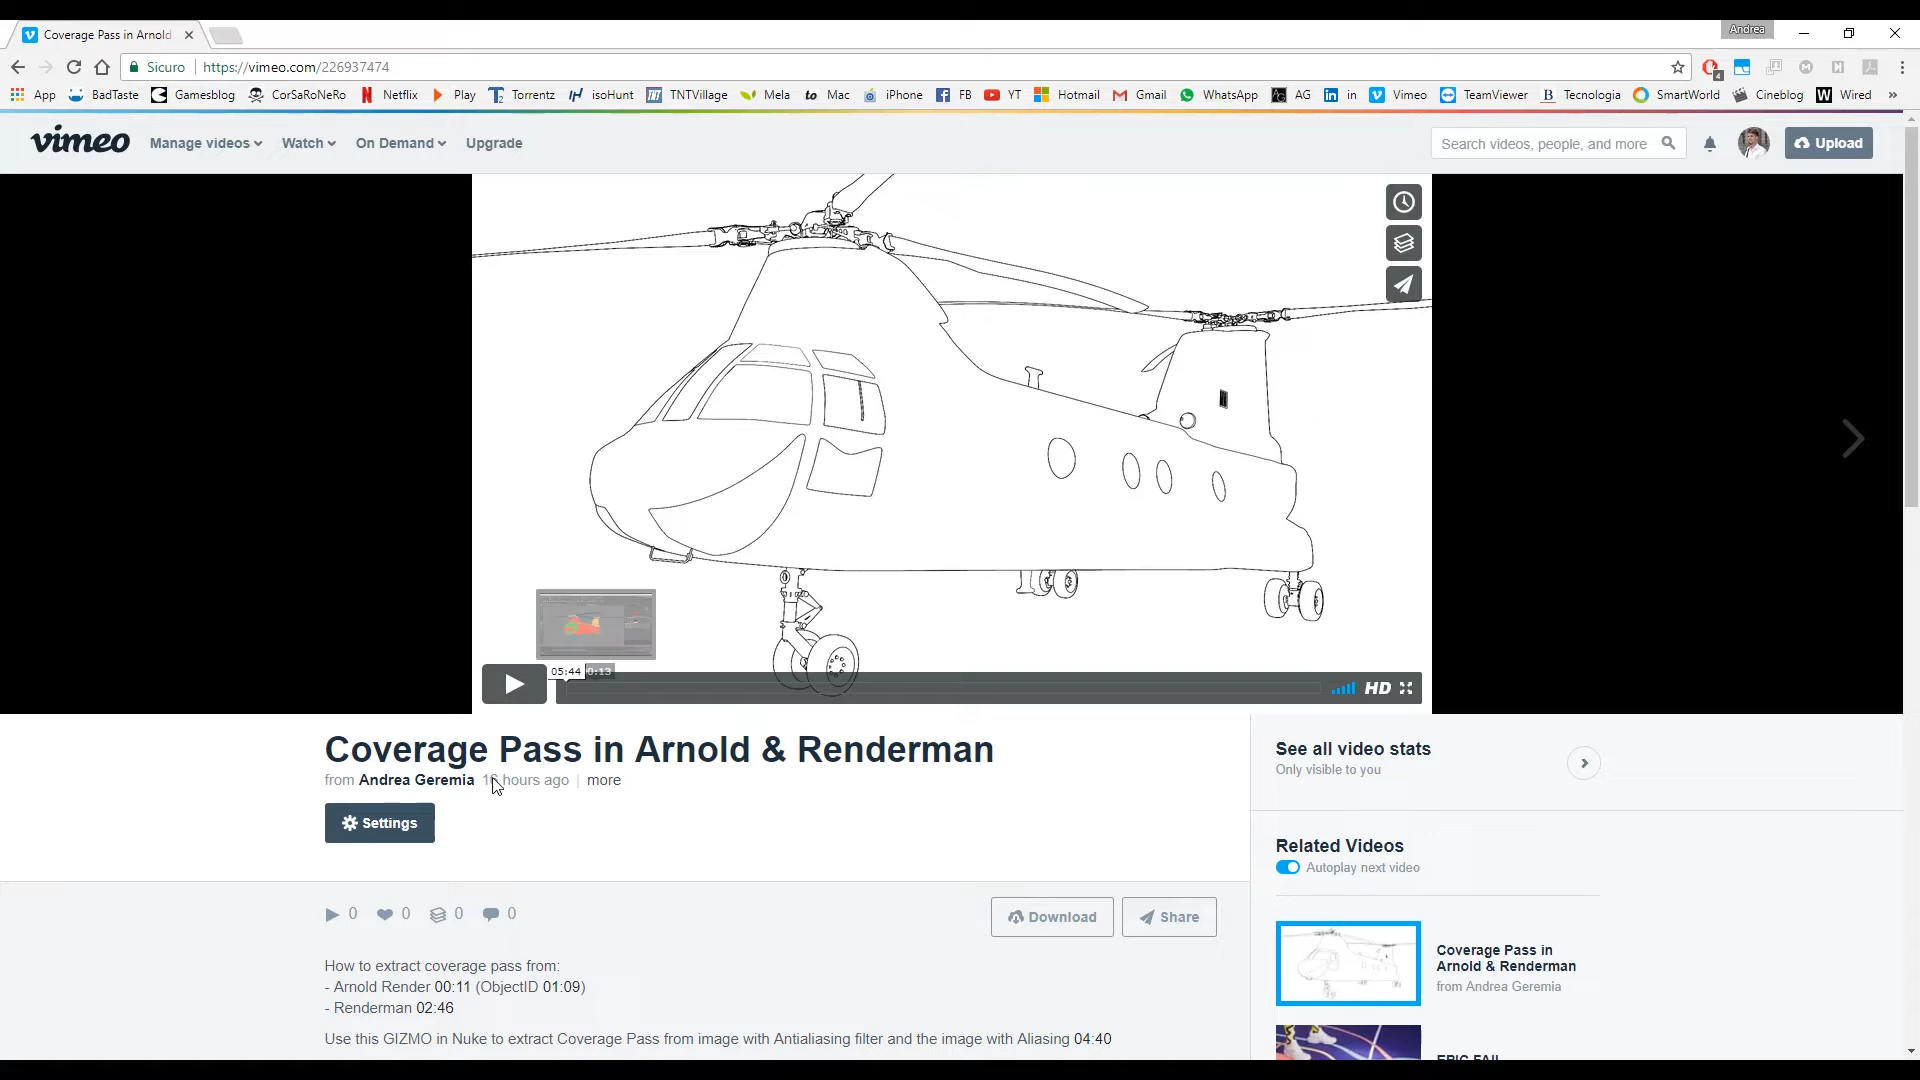 Coverage Pass in Arnold
Andrea
Sicuro
https://vimeo.com/226937474
4
App
BadTaste
Gamesblog
CorSaRoNeRo
Netflix
Play
Torrentz
isoHunt
TNTVillage
Mela
to
Mac
iPhone
FB
YT
Hotmail
Gmail
WhatsApp
AG
in
Vimeo
TeamViewer
B
Tecnologia
SmartWorld
Cineblog
Wired
»
vimeo
Manage videos
Watch
On Demand
Upgrade
Search videos, people, and more
Upload
05:44
0:13
HD
Coverage Pass in Arnold & Renderman
from Andrea Geremia
hours ago | more
Settings
See all video stats
Only visible to you
Related Videos
Autoplay next video
0
0
0
0
Download
Share
How to extract coverage pass from:
- Arnold Render 00:11 (ObjectID 01:09)
- Renderman 02:46
Use this GIZMO in Nuke to extract Coverage Pass from image with Antialiasing filter and the image with Aliasing 04:40
Coverage Pass in
Arnold & Renderman
from Andrea Geremia
EPIC FAIL